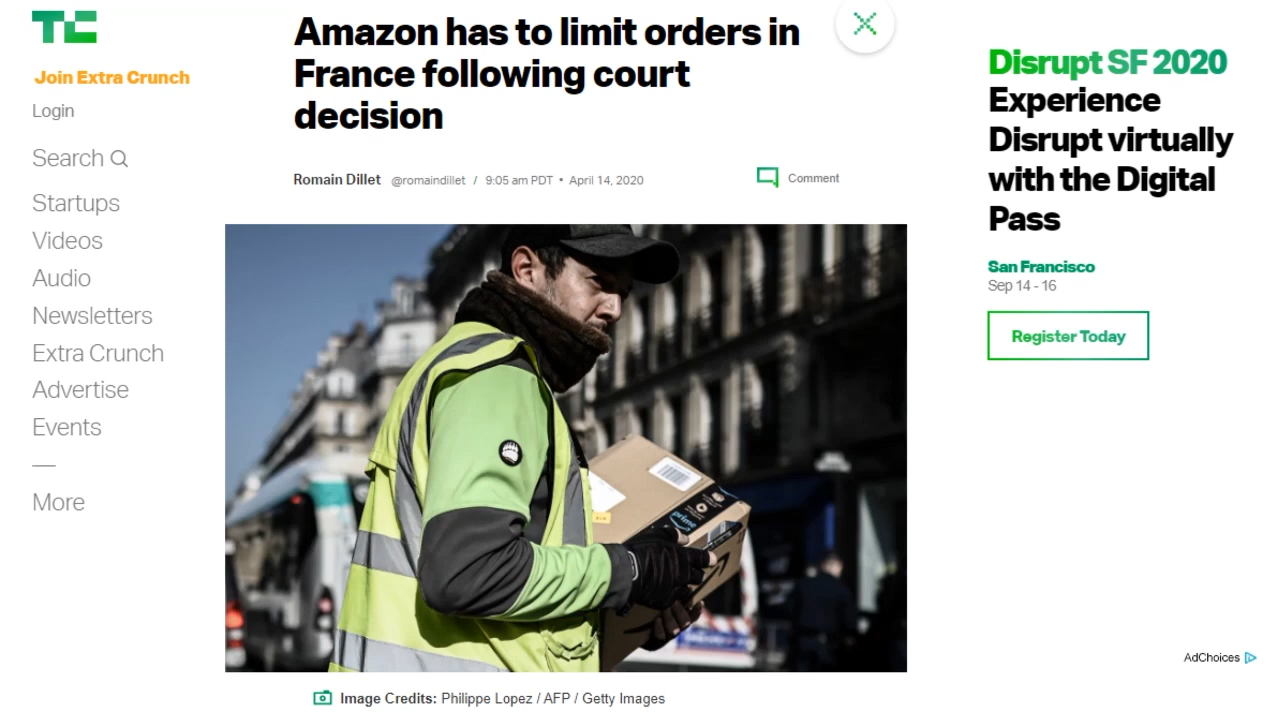 TC
Join Extra Crunch
Login
Search
Startups
Videos
Audio
Newsletters
Extra Crunch
Advertise
Events
—
More
Amazon has to limit orders in
France following court
decision
Romain Dillet @romaindillet / 9:05 am PDT • April 14, 2020
Comment
prime
Image Credits: Philippe Lopez / AFP / Getty Images
Disrupt SF 2020
Experience
Disrupt virtually
with the Digital
Pass
San Francisco
Sep 14 - 16
Register Today
AdChoices